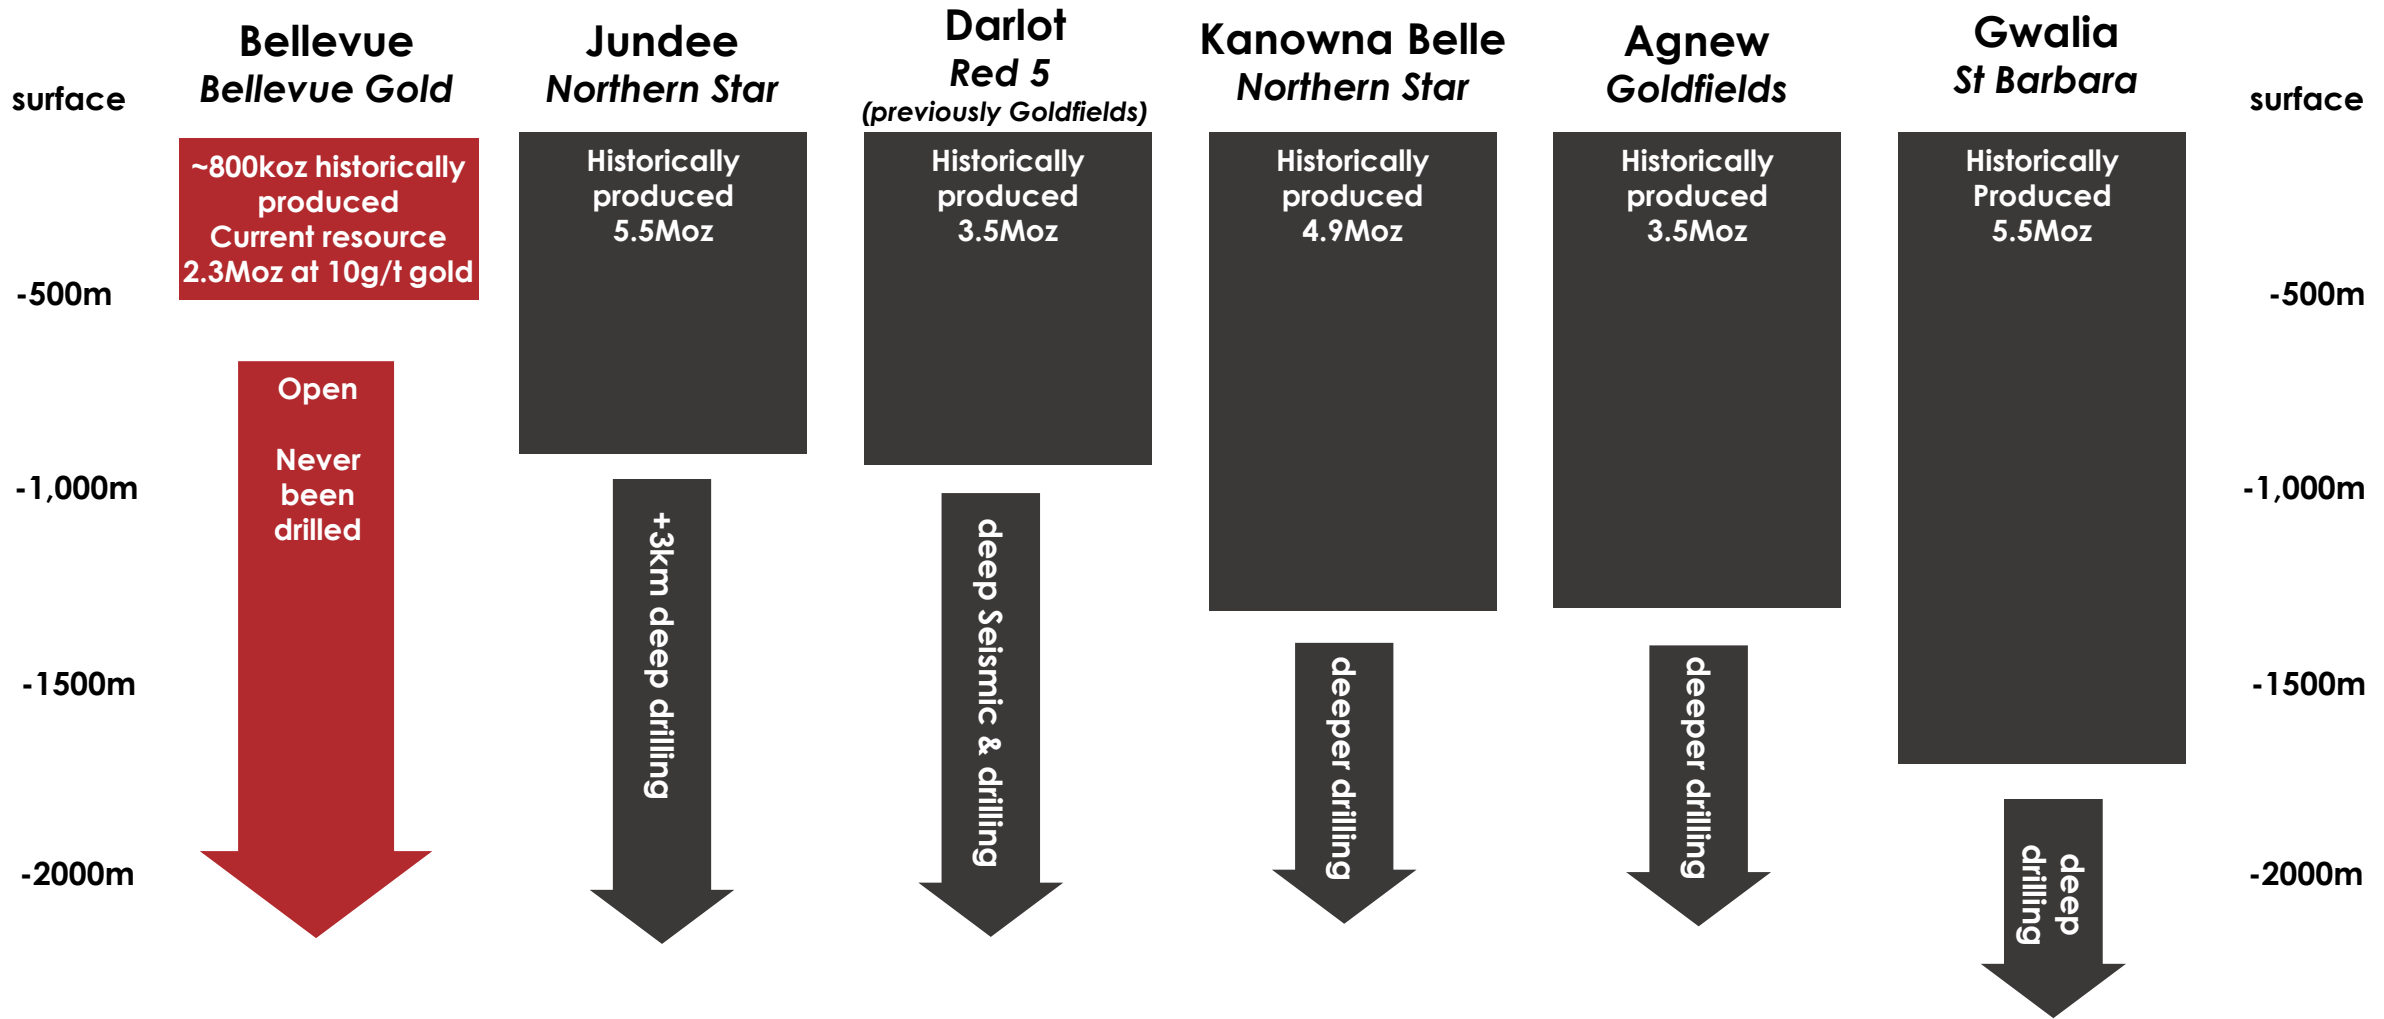 surface
-500m
-1,000m
-1500m
-2000m
Bellevue
Bellevue Gold
~800koz historically
produced
Current resource
2.3Moz at 10g/t gold
Open
Never
been
drilled
Jundee
Northern Star
Historically
produced
5.5Moz
+3km deep drilling
Darlot
Red 5
(previously Goldfields)
Historically
produced
3.5Moz
deep Seismic & drilling
Kanowna Belle
Northern Star
Historically
produced
4.9Moz
deeper drilling
Agnew
Goldfields
Historically
produced
3.5Moz
deeper drilling
Gwalia
St Barbara
Historically
Produced
5.5Moz
deep
drilling
surface
-500m
-1,000m
-1500m
-2000m